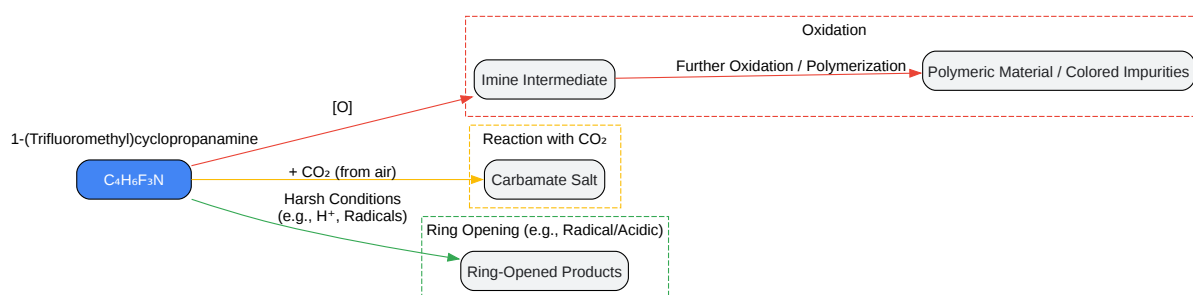 Oxidation
Further Oxidation / Polymerization
Imine Intermediate
Polymeric Material / Colored Impurities
[O]
1-(Trifluoromethyl)cyclopropanamine
Reaction with CO₂
+ CO₂ (from air)
C₄H₆F₃N
Carbamate Salt
Harsh Conditions
(e.g., H⁺, Radicals)
Ring Opening (e.g., Radical/Acidic)
Ring-Opened Products